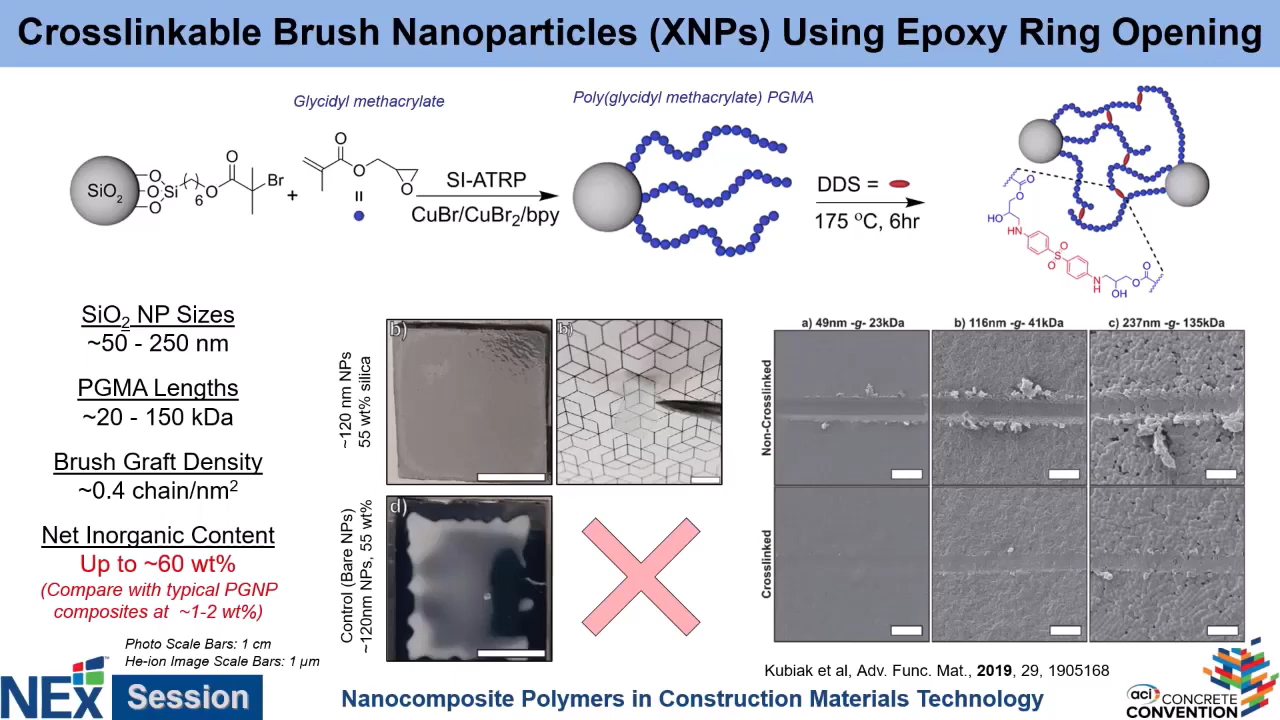 Crosslinkable Brush Nanoparticles (XNPs) Using Epoxy Ring Opening
Glycidyl methacrylate
Poly(glycidyl methacrylate) PGMA
SiO2
O
O
O
Si
6
O
O
Br
+
O
O
O
=
SI-ATRP
CuBr/CuBr2/bpy
DDS =
175 ºC, 6hr
O
O
HO
HN
O
S
O
N
H
OH
O
O
SiO2 NP Sizes
~50 - 250 nm
PGMA Lengths
~20 - 150 kDa
Brush Graft Density
~0.4 chain/nm2
Net Inorganic Content
Up to ~60 wt%
(Compare with typical PGNP
composites at ~1-2 wt%)
Photo Scale Bars: 1 cm
He-ion Image Scale Bars: 1 µm
~120 nm NPs
55 wt% silica
b)
b)
Control (Bare NPs)
~120nm NPs, 55 wt%
d)
a) 49nm -g- 23kDa
b) 116nm -g- 41kDa
c) 237nm -g- 135kDa
Non-Crosslinked
Crosslinked
Kubiak et al, Adv. Func. Mat., 2019, 29, 1905168
NEx Session
Nanocomposite Polymers in Construction Materials Technology
aci CONCRETE
CONVENTION